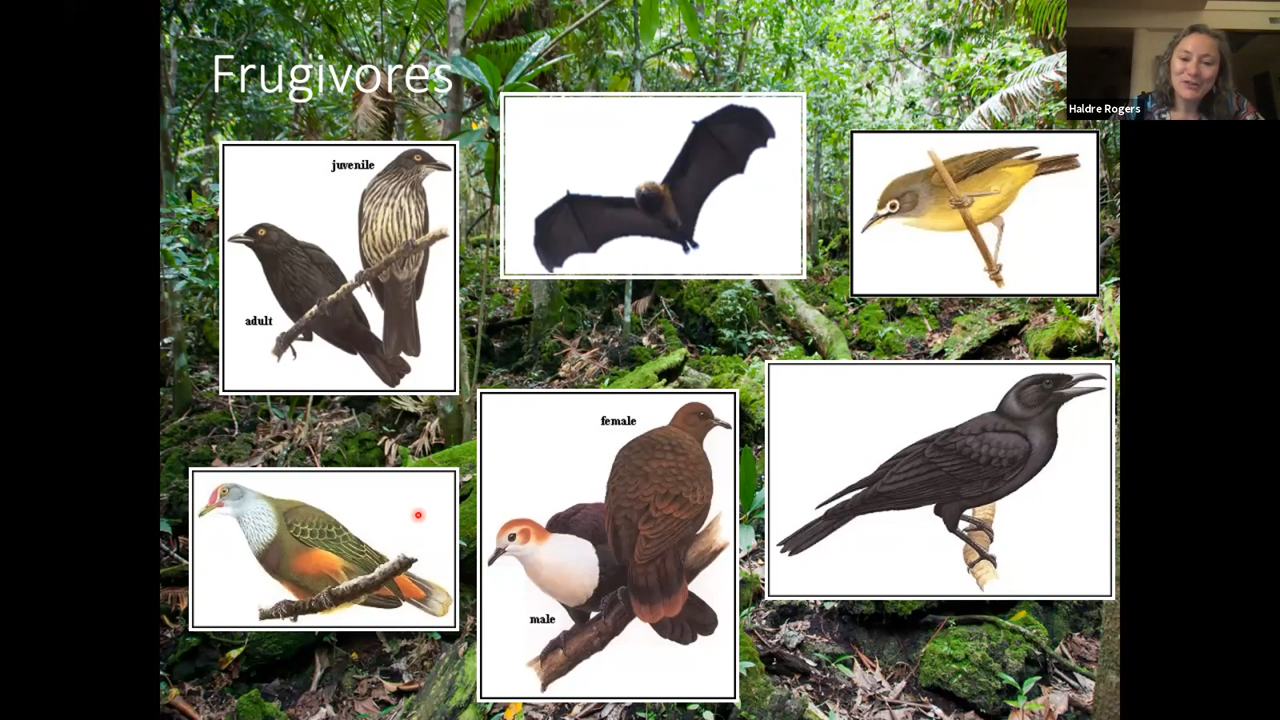 Frugivores
Haldre Rogers
juvenile
adult
female
male